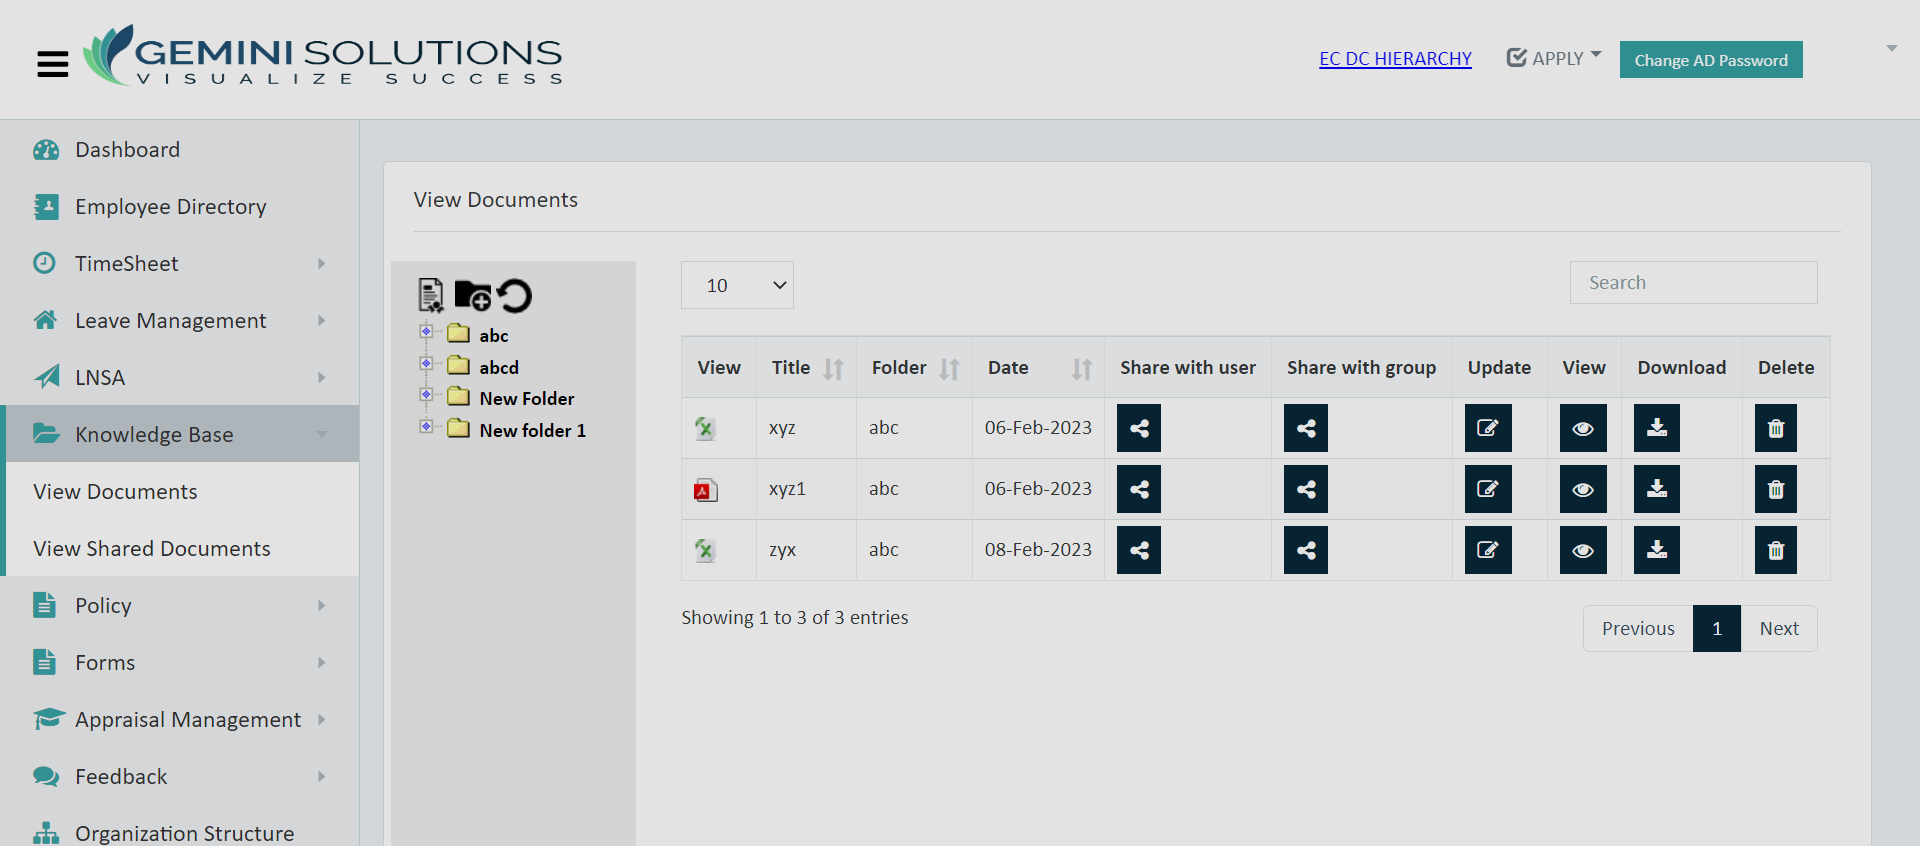 GEMINI SOLUTIONS
VISUALIZE SUCCESS
EC DC HIERARCHY
APPLY
Change AD Password
Dashboard
Employee Directory
TimeSheet
Leave Management
LNSA
Knowledge Base
View Documents
View Shared Documents
Policy
Forms
Appraisal Management
Feedback
Organization Structure
View Documents
abc
abcd
New Folder
New folder 1
10
Search
View Title Folder Date Share with user Share with group Update View Download Delete
xyz abc 06-Feb-2023
xyz1 abc 06-Feb-2023
zyx abc 08-Feb-2023
Showing 1 to 3 of 3 entries
Previous 1 Next